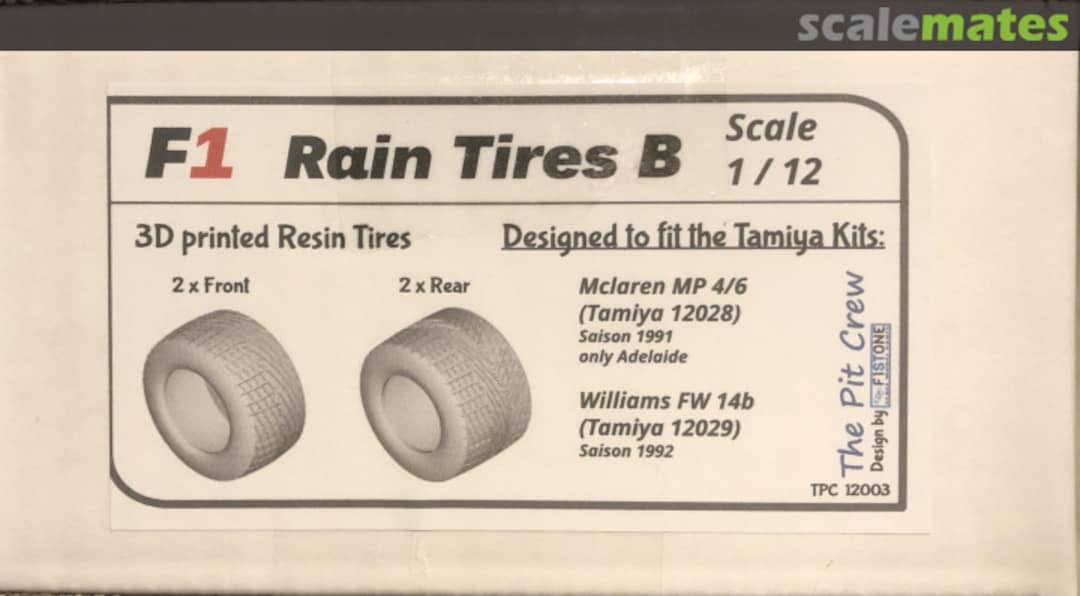 scalemates
F1 Rain Tires B
Scale
1 / 12
3D printed Resin Tires
2 x Front
2 x Rear
Designed to fit the Tamiya Kits:
Mclaren MP 4/6
(Tamiya 12028)
Saison 1991
only Adelaide
Williams FW 14b
(Tamiya 12029)
Saison 1992
The Pit Crew
Design by FISTONE
TPC 12003